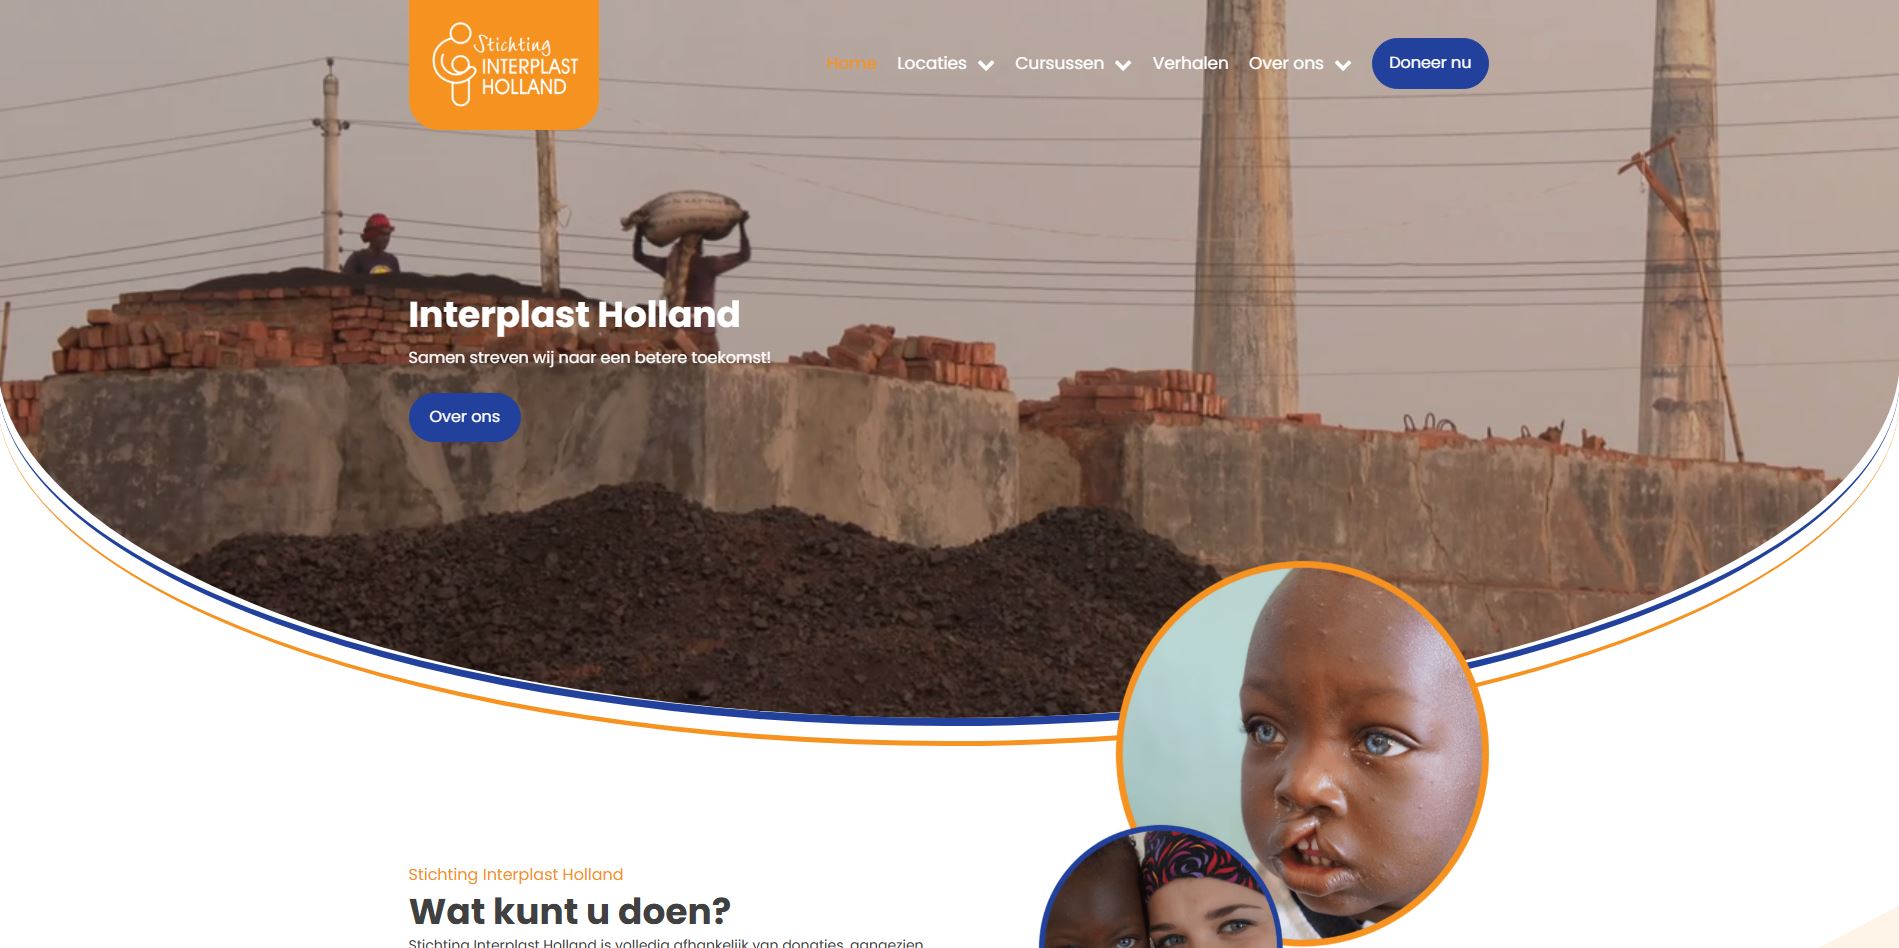 Stichting
INTERPLAST
HOLLAND
Home Locaties Cursussen Verhalen Over ons Doneer nu
Interplast Holland
Samen streven wij naar een betere toekomst!
Over ons
Stichting Interplast Holland
Wat kunt u doen?
Stichting Interplast Holland is volledig afhankelijk van donaties, aangezien